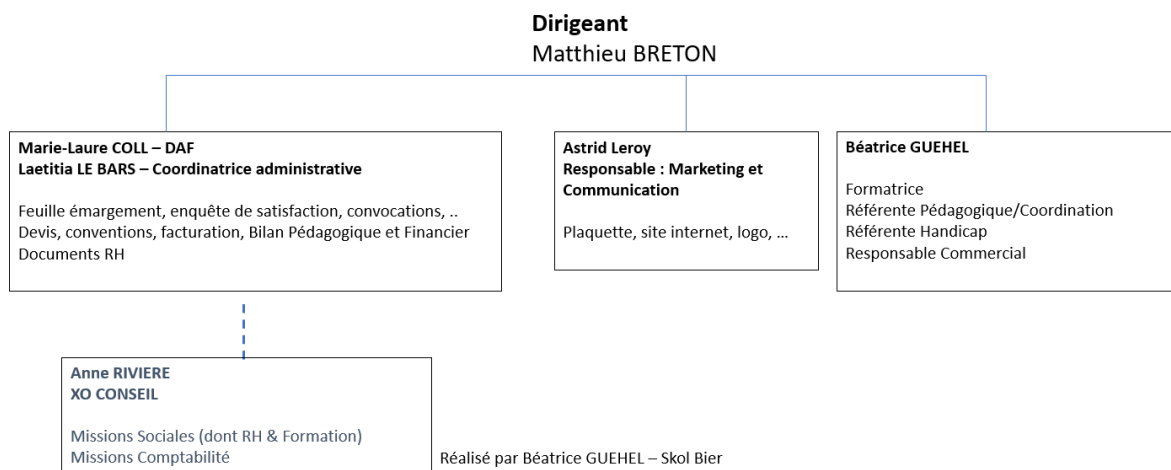 Dirigeant
Matthieu BRETON
Marie-Laure COLL – DAF
Laetitia LE BARS – Coordinatrice administrative
Feuille émargement, enquête de satisfaction, convocations, ..
Devis, conventions, facturation, Bilan Pédagogique et Financier
Documents RH
Astrid Leroy
Responsable : Marketing et
Communication
Plaquette, site internet, logo, ...
Béatrice GUEHEL
Formatrice
Référente Pédagogique/Coordination
Référente Handicap
Responsable Commercial
Anne RIVIERE
XO CONSEIL
Missions Sociales (dont RH & Formation)
Missions Comptabilité
Réalisé par Béatrice GUEHEL – Skol Bier